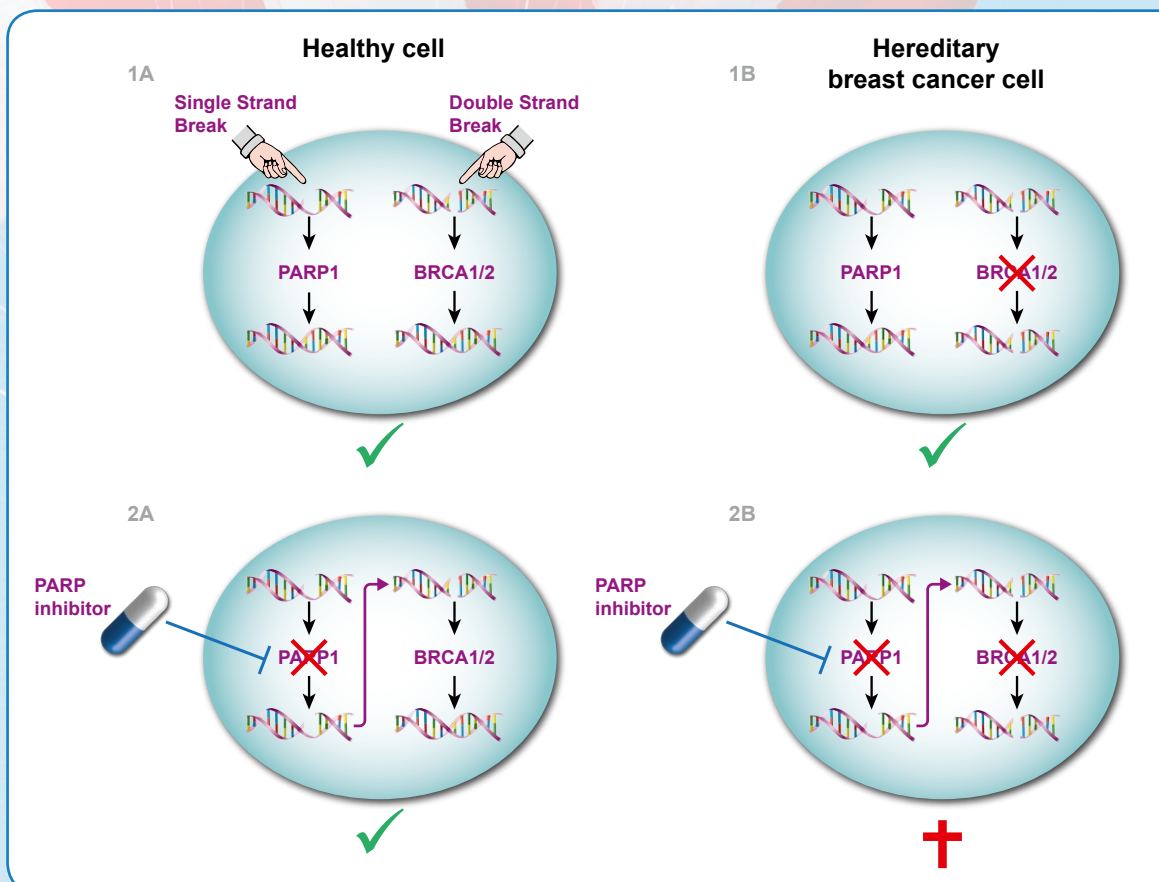 Healthy cell
Hereditary
breast cancer cell
1A
1B
Single Strand
Break
Double Strand
Break
PARP1
BRCA1/2
PARP1
BRCA1/2
2A
2B
PARP
inhibitor
PARP1
BRCA1/2
PARP
inhibitor
PARP1
BRCA1/2